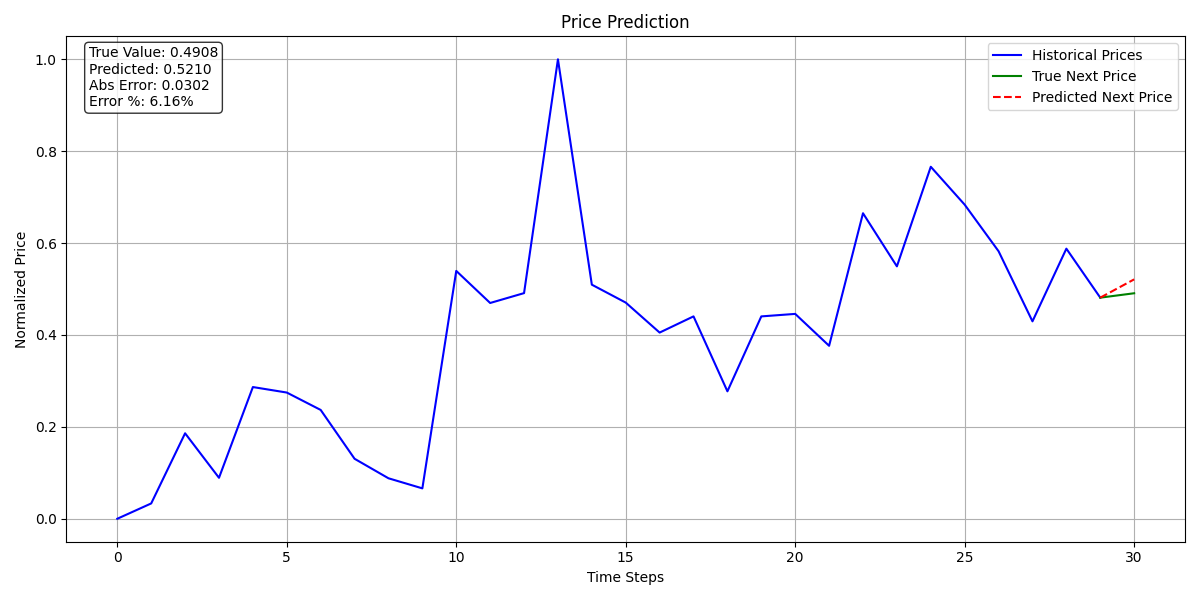 Price Prediction
True Value: 0.4908
Predicted: 0.5210
Abs Error: 0.0302
Error %: 6.16%
Historical Prices
True Next Price
Predicted Next Price
Normalized Price
1.0
0.8
0.6
0.4
0.2
0.0
0 5 10 15 20 25 30
Time Steps